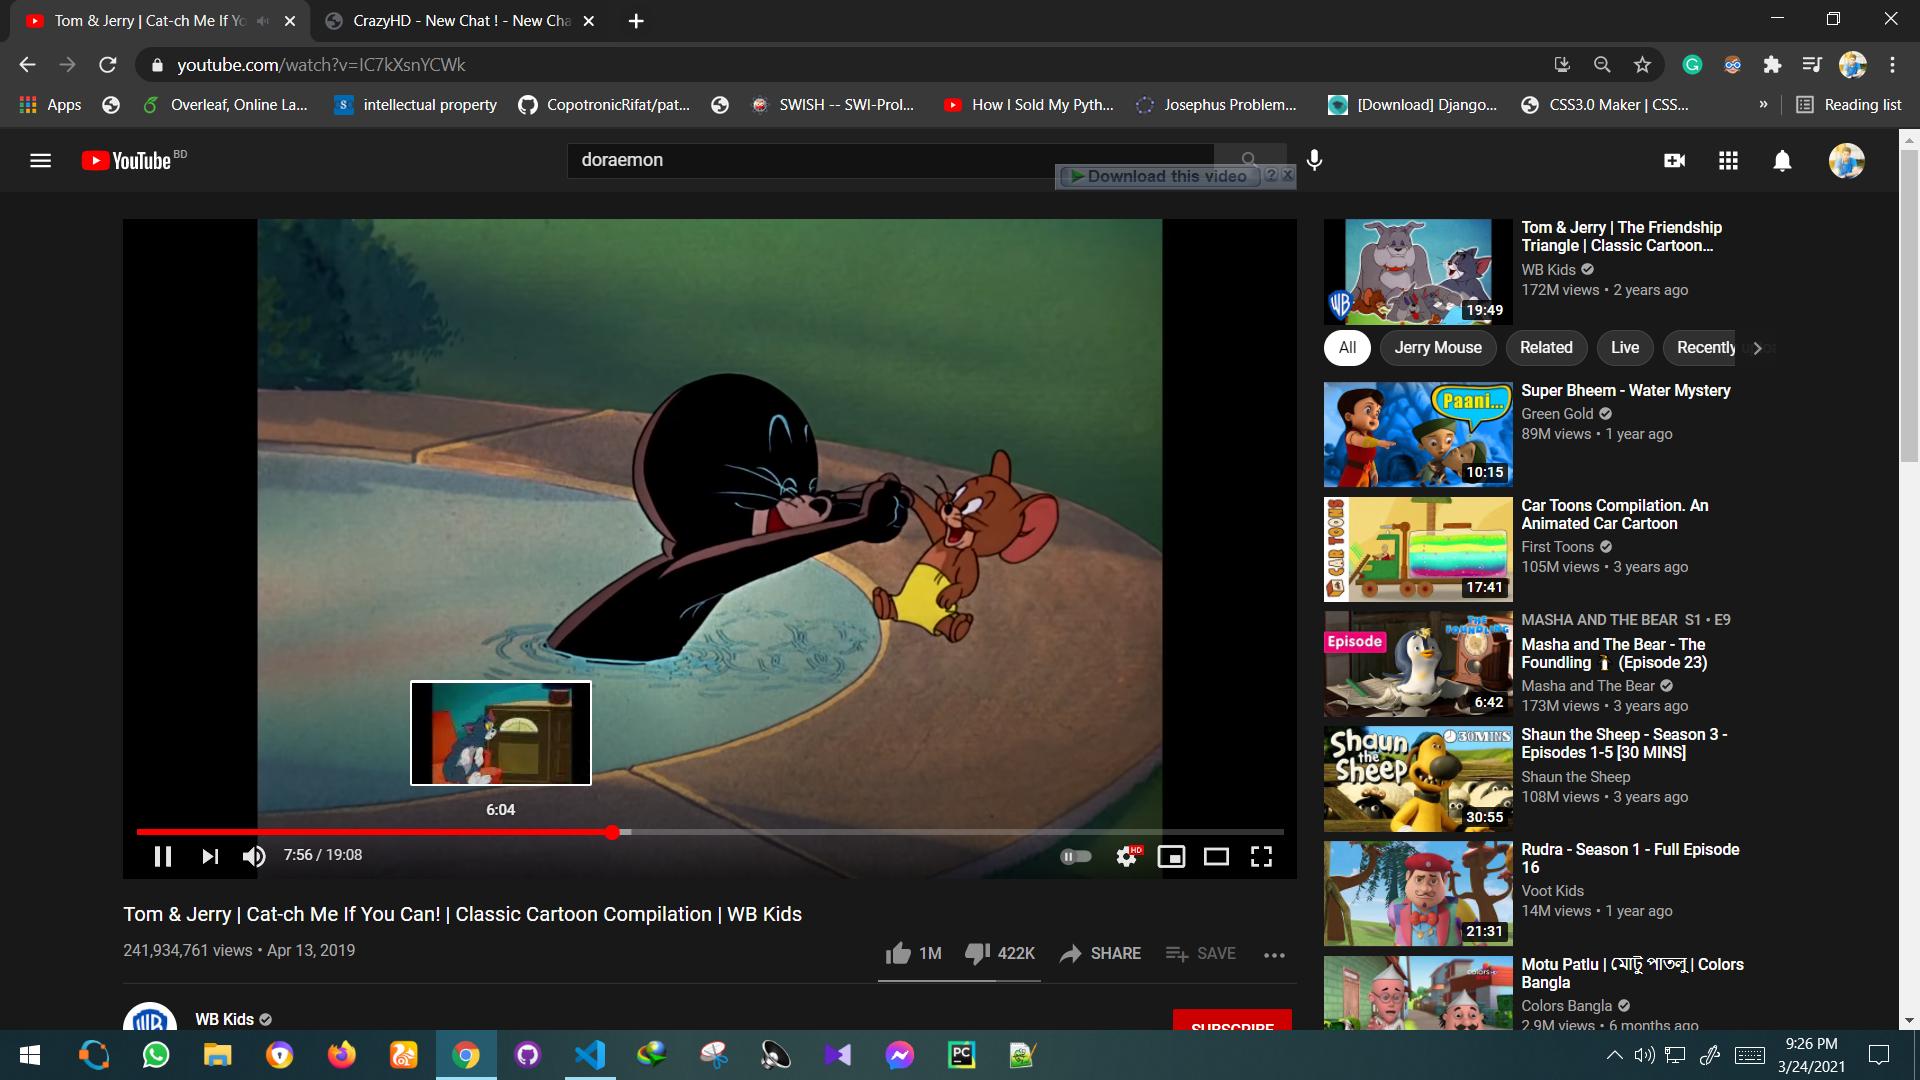 Tom & Jerry | Cat-ch Me If Yo
CrazyHD - New Chat ! - New Cha
youtube.com/watch?v=IC7kXsnYCWk
Apps
Overleaf, Online La...
S
intellectual property
CopotronicRifat/pat...
SWISH -- SWI-Prol...
How I Sold My Pyth...
Josephus Problem...
[Download] Django...
CSS3.0 Maker | CSS...
»
Reading list
YouTube BD
doraemon
Download this video ? X
Tom & Jerry | The Friendship
Triangle | Classic Cartoon...
WB Kids
172M views • 2 years ago
WB
19:49
All
Jerry Mouse
Related
Live
Recently
Paani...
10:15
Super Bheem - Water Mystery
Green Gold
89M views • 1 year ago
CAR TOONS
17:41
Car Toons Compilation. An
Animated Car Cartoon
First Toons
105M views • 3 years ago
Episode
THE FOUNDLING
6:42
MASHA AND THE BEAR S1 • E9
Masha and The Bear - The
Foundling (Episode 23)
Masha and The Bear
173M views • 3 years ago
Shaun
the
Sheep
30MINS
30:55
Shaun the Sheep - Season 3 -
Episodes 1-5 [30 MINS]
Shaun the Sheep
108M views • 3 years ago
21:31
Rudra - Season 1 - Full Episode
16
Voot Kids
14M views • 1 year ago
Motu Patlu | মোটু পাতলু | Colors
Bangla
Colors Bangla
2.9M views • 6 months ago
6:04
7:56 / 19:08
HD
Tom & Jerry | Cat-ch Me If You Can! | Classic Cartoon Compilation | WB Kids
241,934,761 views • Apr 13, 2019
1M
422K
SHARE
SAVE
WB
WB Kids
SUBSCRIBE
PC
9:26 PM
3/24/2021